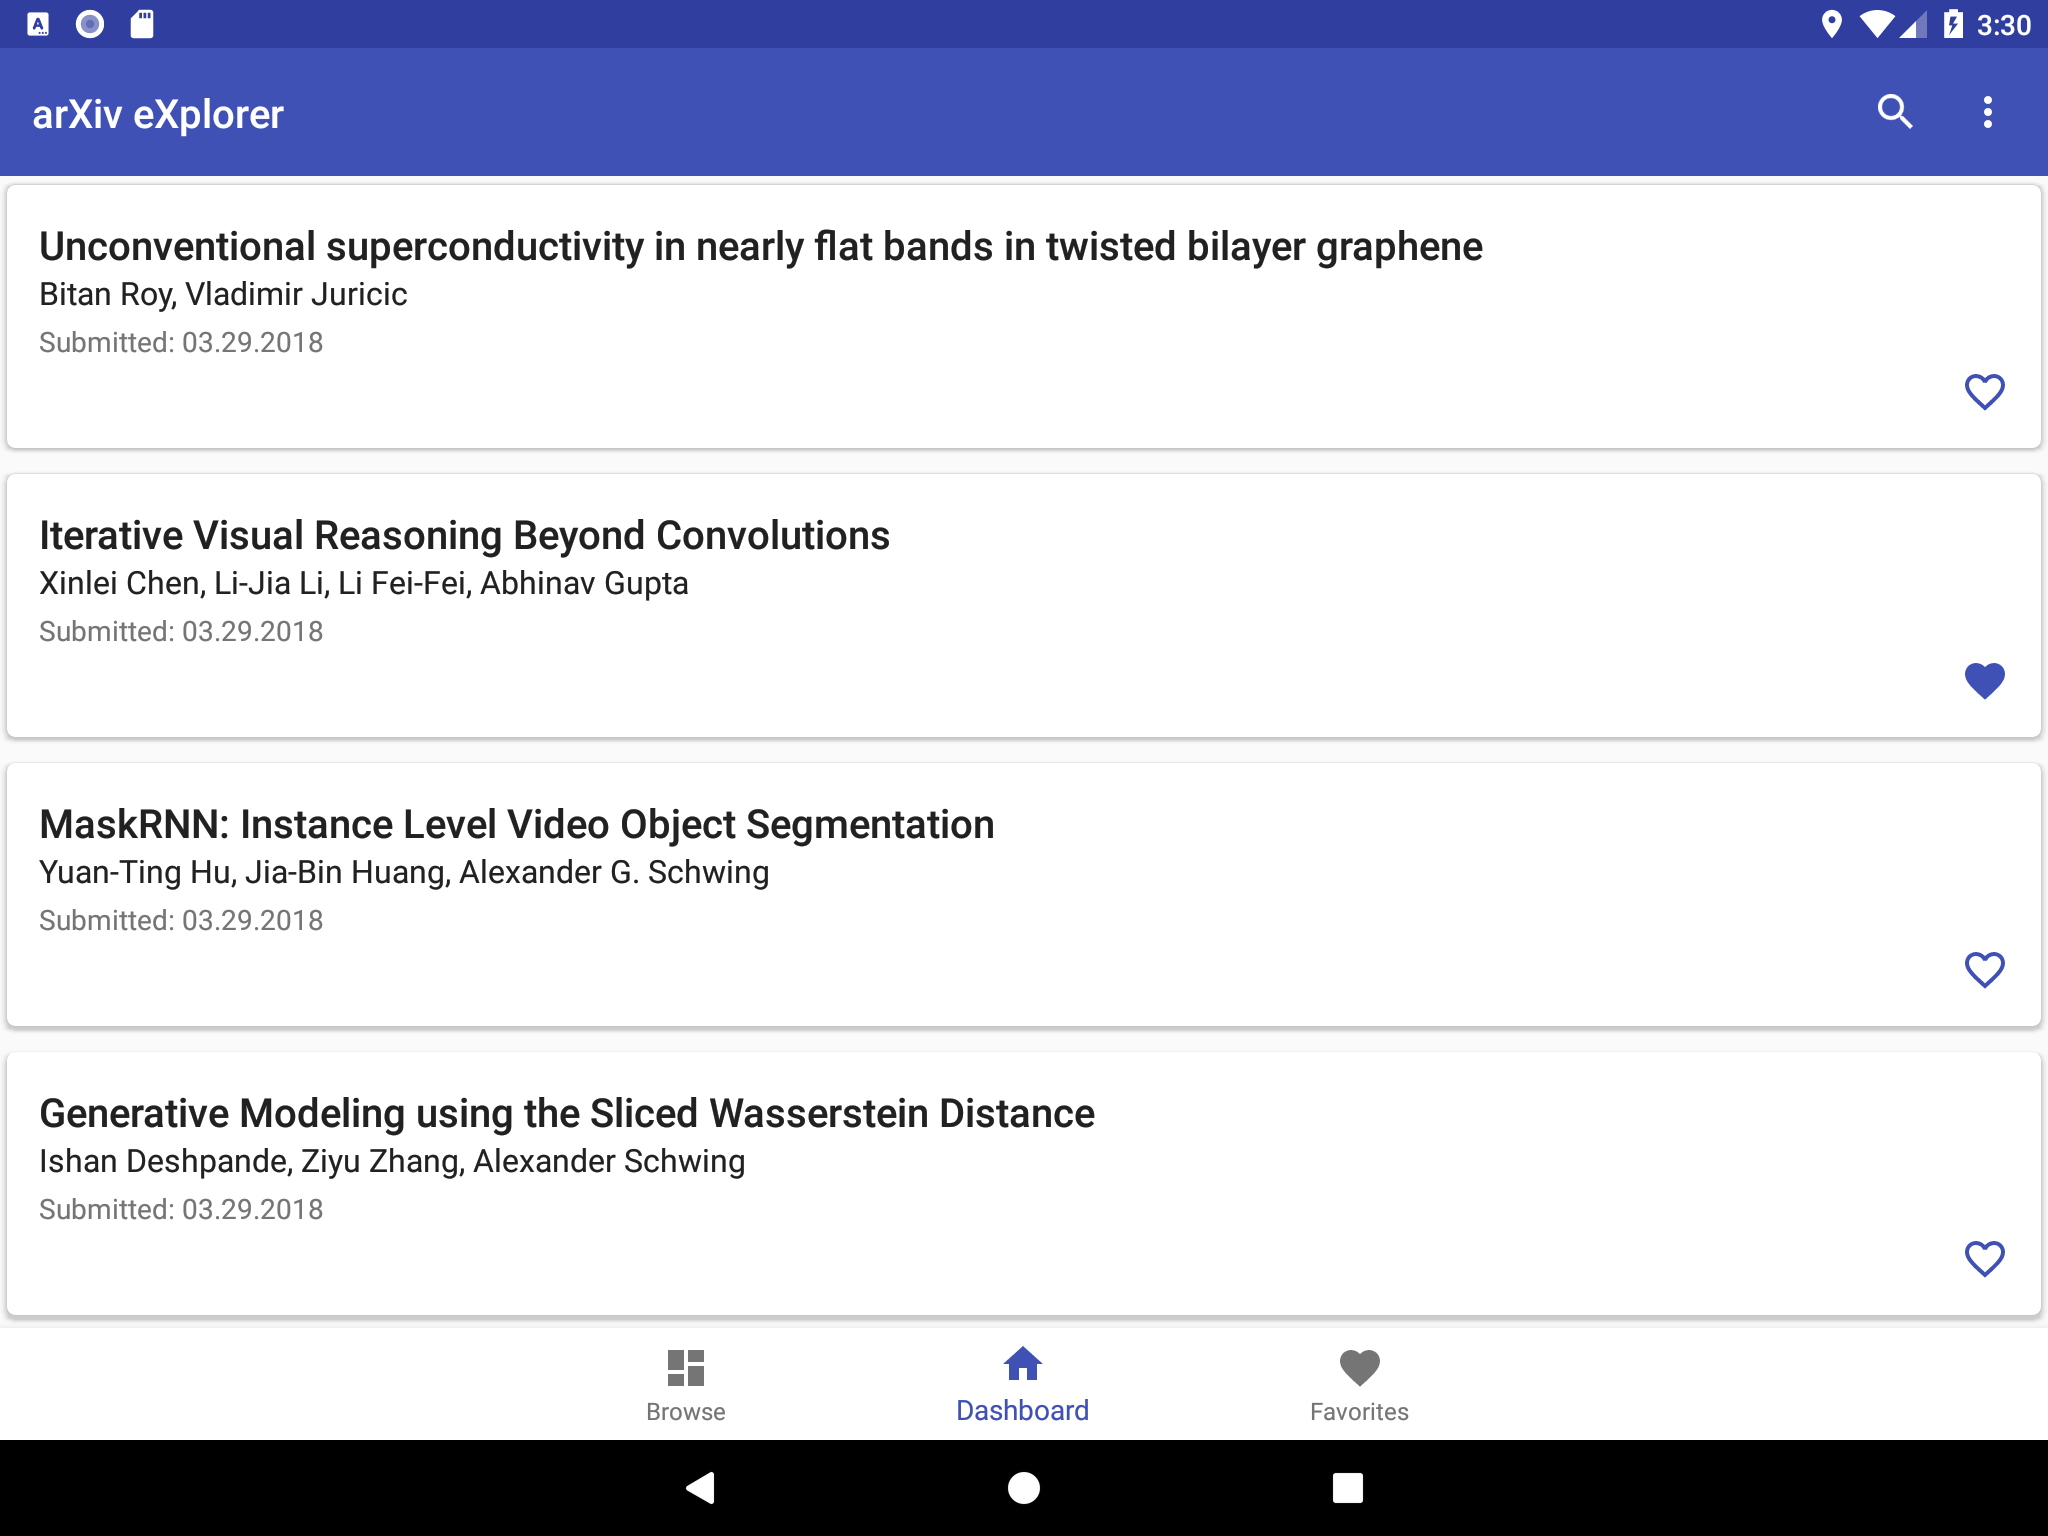 3:30
arXiv eXplorer
Unconventional superconductivity in nearly flat bands in twisted bilayer graphene
Bitan Roy, Vladimir Juricic
Submitted: 03.29.2018
Iterative Visual Reasoning Beyond Convolutions
Xinlei Chen, Li-Jia Li, Li Fei-Fei, Abhinav Gupta
Submitted: 03.29.2018
MaskRNN: Instance Level Video Object Segmentation
Yuan-Ting Hu, Jia-Bin Huang, Alexander G. Schwing
Submitted: 03.29.2018
Generative Modeling using the Sliced Wasserstein Distance
Ishan Deshpande, Ziyu Zhang, Alexander Schwing
Submitted: 03.29.2018
Browse
Dashboard
Favorites